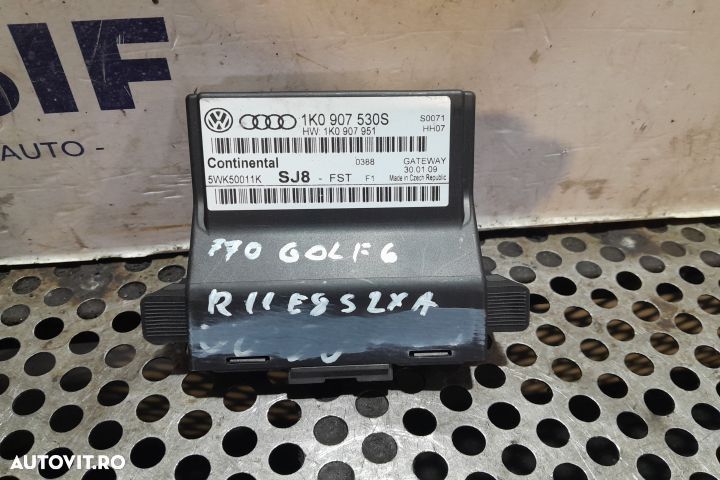 SIF
AUTO -
1K0 907 530S
S0071
HW: 1K0 907 951
HH07
Continental
0388
GATEWAY
30.01.09
5WK50011K
SJ8 - FST
F1
Made in Czech Republic
770 GOLF 6
R11E8S2XA
AUTOVIT.RO